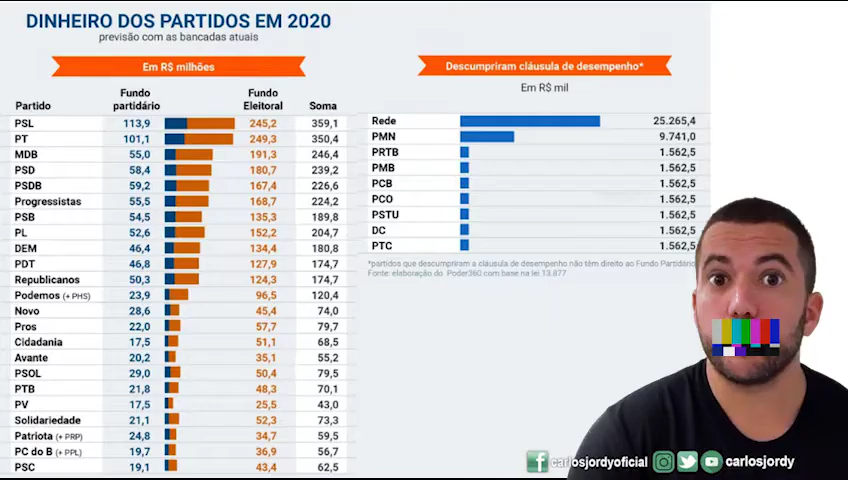 DINHEIRO DOS PARTIDOS EM 2020
previsão com as bancadas atuais
Em R$ milhões
Partido Fundo partidário Fundo Eleitoral Soma
PSL 113,9 245,2 359,1
PT 101,1 249,3 350,4
MDB 55,0 191,3 246,4
PSD 58,4 180,7 239,2
PSDB 59,2 167,4 226,6
Progressistas 55,5 168,7 224,2
PSB 54,5 135,3 189,8
PL 52,6 152,2 204,7
DEM 46,4 134,4 180,8
PDT 46,8 127,9 174,7
Republicanos 50,3 124,3 174,7
Podemos (+ PHS) 23,9 96,5 120,4
Novo 28,6 45,4 74,0
Pros 22,0 57,7 79,7
Cidadania 17,5 51,1 68,5
Avante 20,2 35,1 55,2
PSOL 29,0 50,4 79,5
PTB 21,8 48,3 70,1
PV 17,5 25,5 43,0
Solidariedade 21,1 52,3 73,3
Patriota (+ PRP) 24,8 34,7 59,5
PC do B (+ PPL) 19,7 36,9 56,7
PSC 19,1 43,4 62,5
Descumpriram cláusula de desempenho*
Em R$ mil
Rede 25.265,4
PMN 9.741,0
PRTB 1.562,5
PMB 1.562,5
PCB 1.562,5
PCO 1.562,5
PSTU 1.562,5
DC 1.562,5
PTC 1.562,5
*partidos que descumpriram a cláusula de desempenho não têm direito ao Fundo Partidário
Fonte: elaboração do Poder360 com base na lei 13.877
carlosjordyoficial carlosjordy